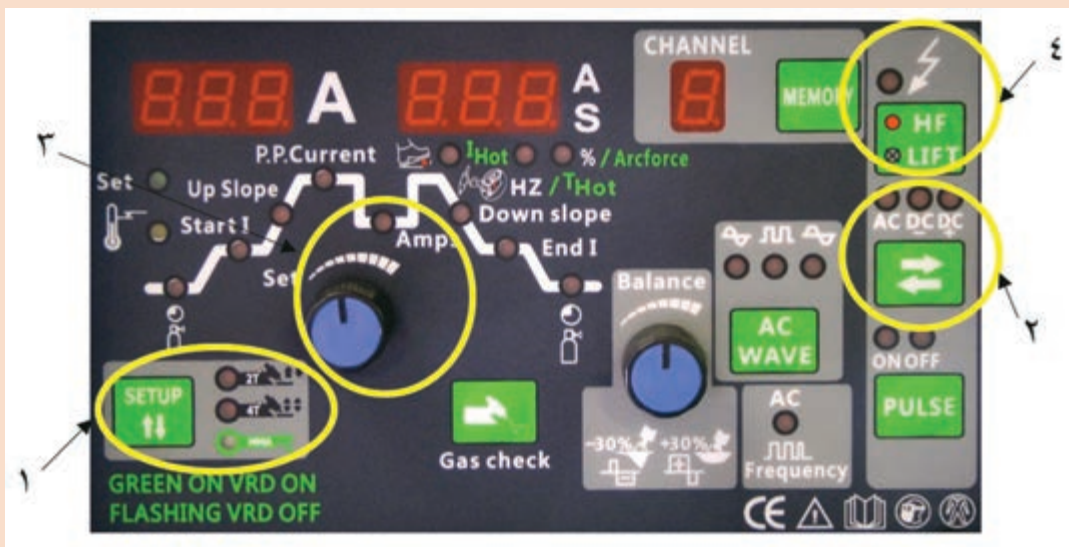 CHANNEL
888 A 888 A
S
8 MEMORY
HF
LIFT
٤
٣
P.P.Current
IHot % / Arcforce
HZ / THot
Set
Up Slope
Down slope
Start I
Amp.
End I
Set
Balance
AC DC DC
- +
٢
AC
WAVE
ON OFF
PULSE
SETUP
2T
4T
١
Gas check
-30% +30%
AC
Frequency
GREEN ON VRD ON
FLASHING VRD OFF
CE